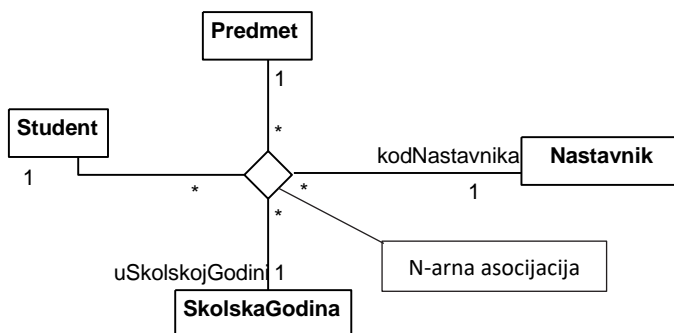 Predmet
1
*
Student
1
*
kodNastavnika
Nastavnik
*
1
*
uSkolskojGodini
1
SkolskaGodina
N-arna asocijacija